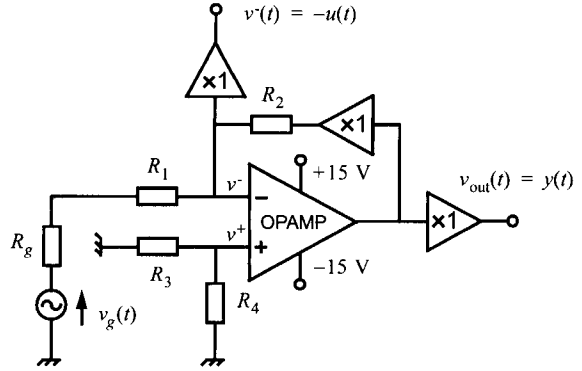 v⁻(t) = –u(t)
×1
R₂
×1
R₁
v⁻
+15 V
–
OPAMP
v_out(t) = y(t)
×1
v⁺
+
R_g
R₃
–15 V
R₄
v_g(t)